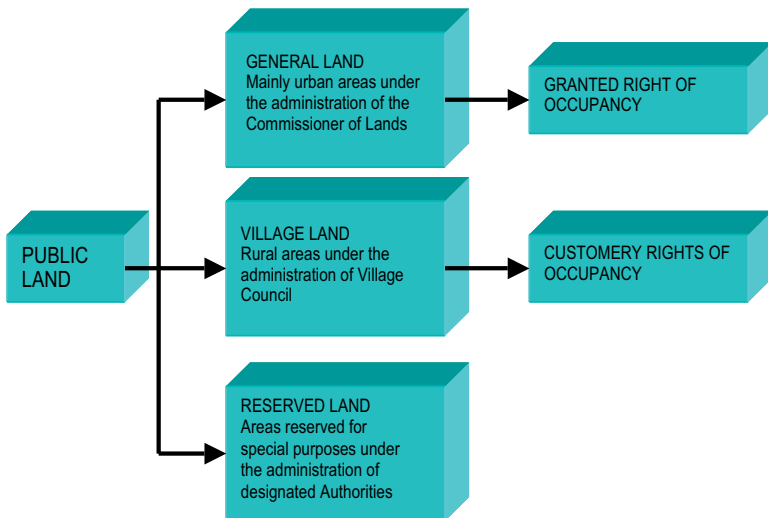 PUBLIC
LAND
GENERAL LAND
Mainly urban areas under
the administration of the
Commissioner of Lands
GRANTED RIGHT OF
OCCUPANCY
VILLAGE LAND
Rural areas under the
administration of Village
Council
CUSTOMERY RIGHTS OF
OCCUPANCY
RESERVED LAND
Areas reserved for
special purposes under
the administration of
designated Authorities